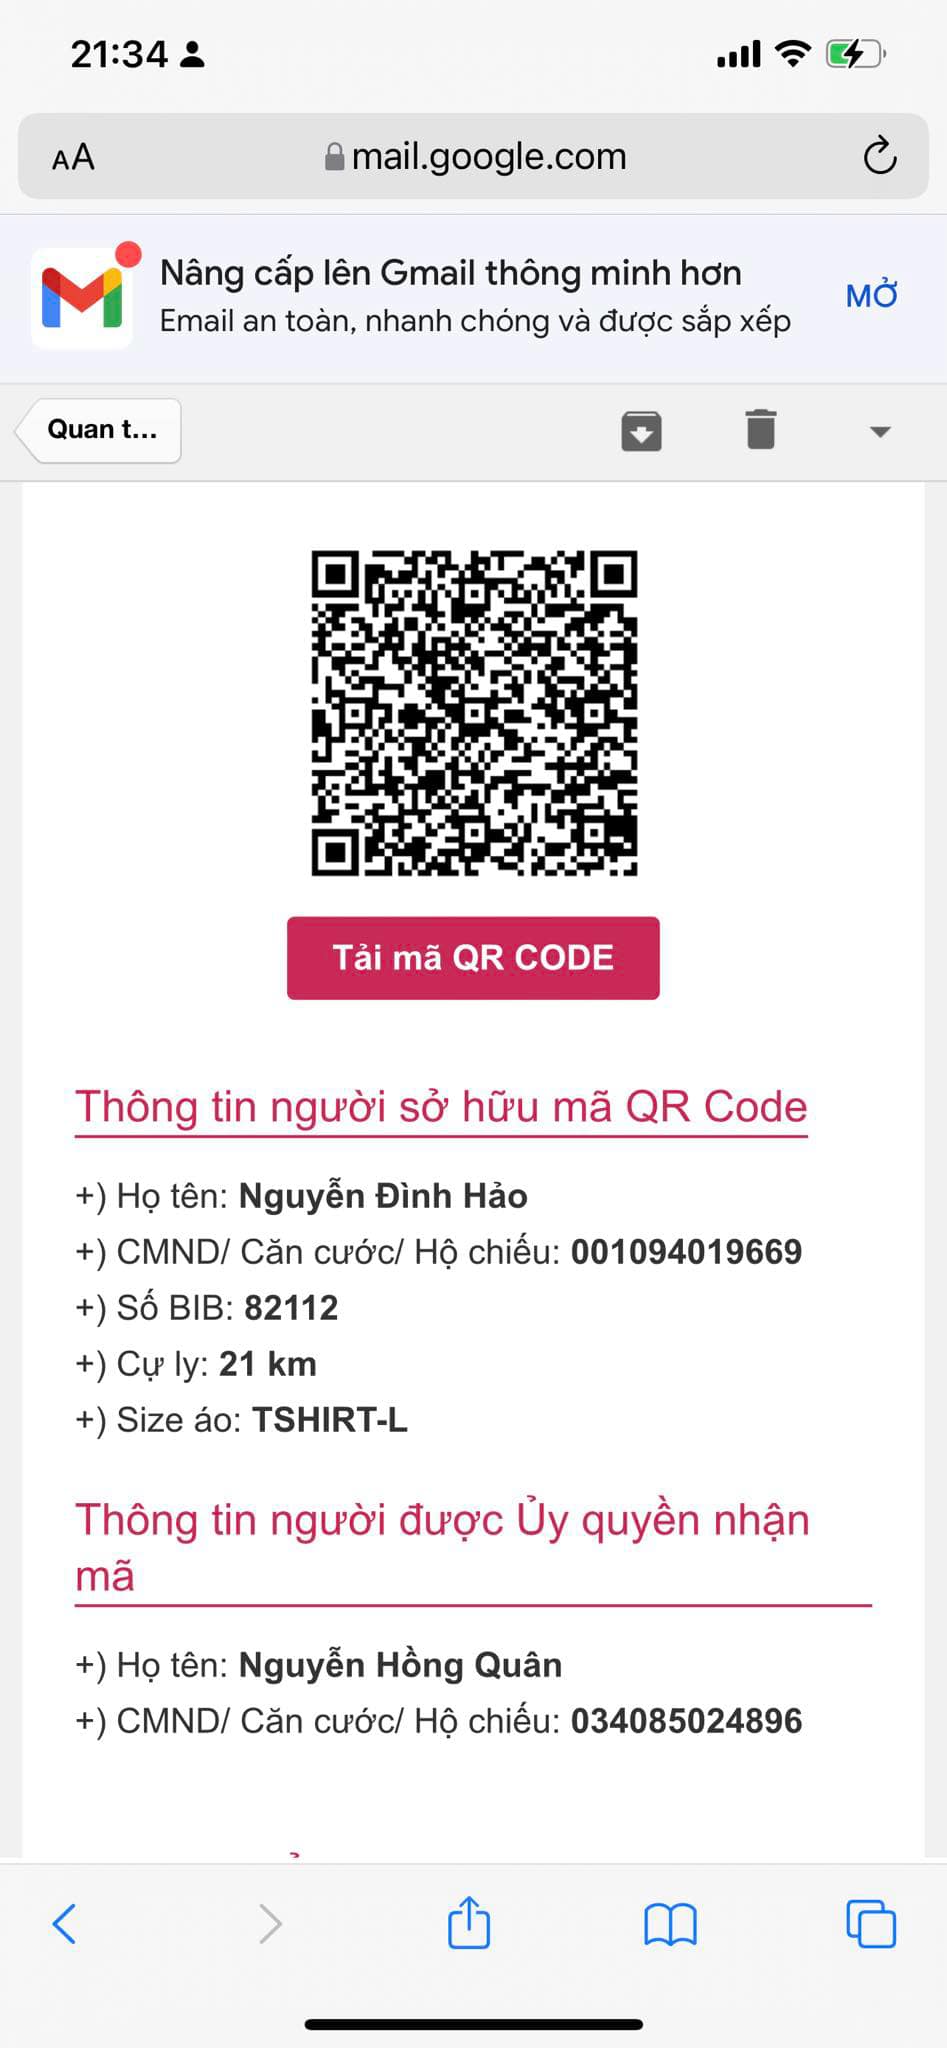 21:34
AA
mail.google.com
Nâng cấp lên Gmail thông minh hơn
Email an toàn, nhanh chóng và được sắp xếp
MỞ
Quan t...
Tải mã QR CODE
Thông tin người sở hữu mã QR Code
+) Họ tên: Nguyễn Đình Hảo
+) CMND/ Căn cước/ Hộ chiếu: 001094019669
+) Số BIB: 82112
+) Cự ly: 21 km
+) Size áo: TSHIRT-L
Thông tin người được Ủy quyền nhận
mã
+) Họ tên: Nguyễn Hồng Quân
+) CMND/ Căn cước/ Hộ chiếu: 034085024896